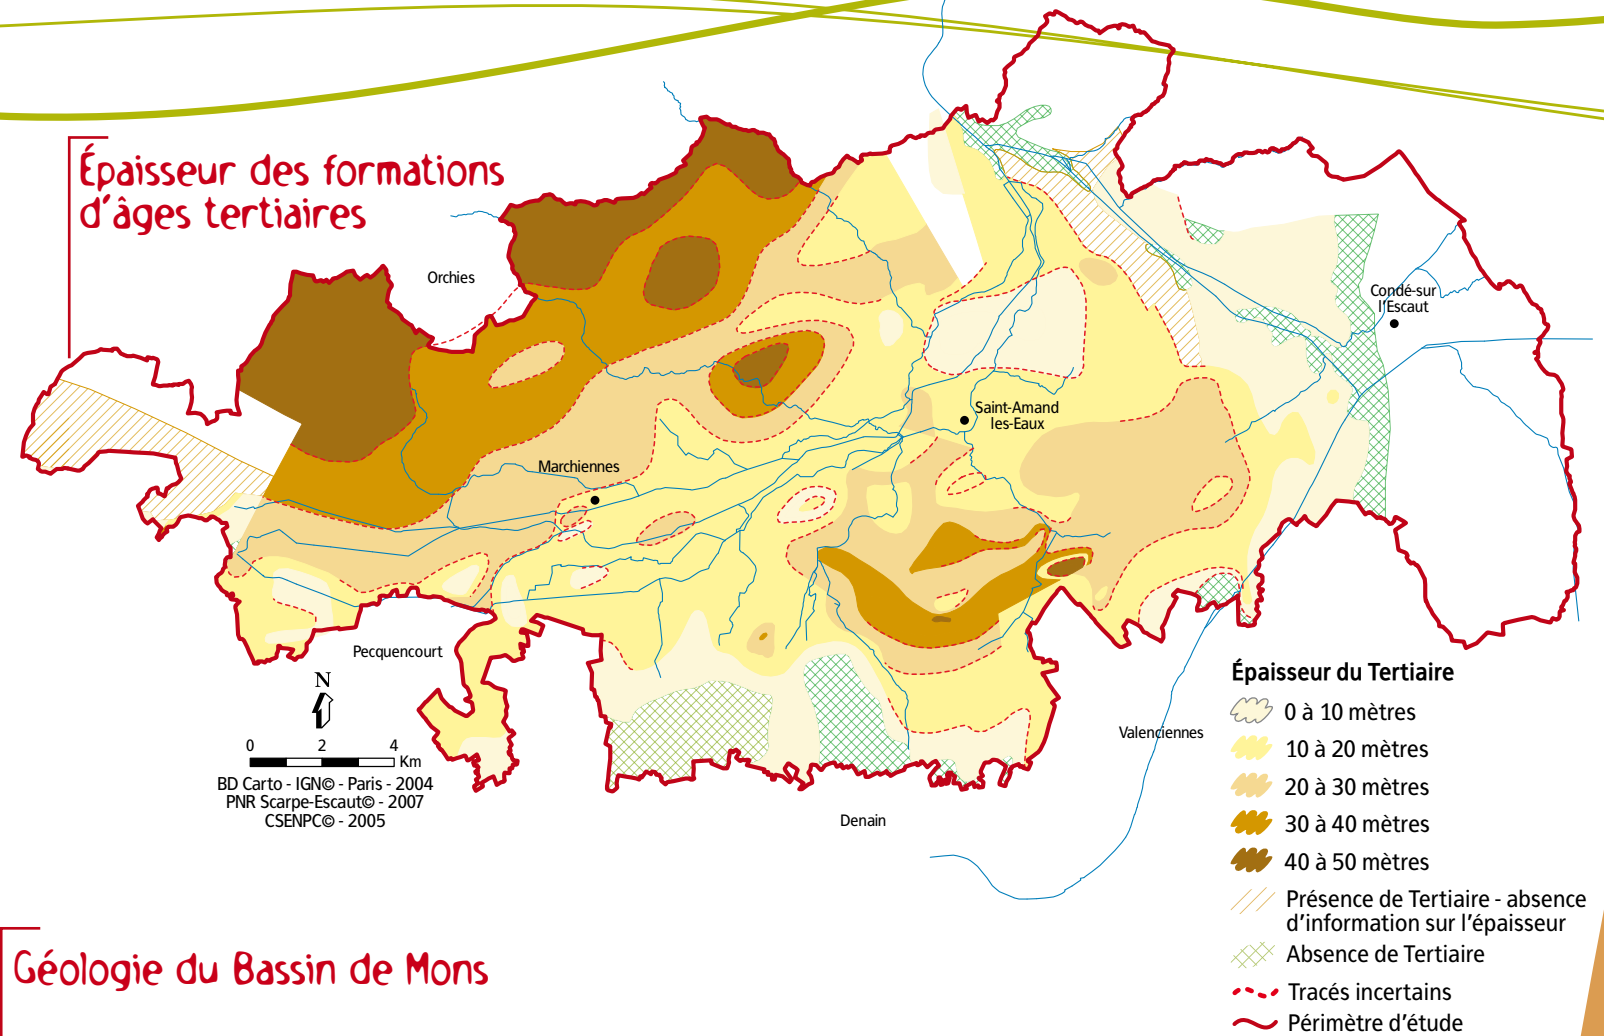 Épaisseur des formations
d'âges tertiaires
Orchies
Condé-sur
l'Escaut
Saint-Amand
les-Eaux
Marchiennes
Pecquencourt
N
0 2 4
Km
BD Carto - IGN© - Paris - 2004
PNR Scarpe-Escaut© - 2007
CSENPC© - 2005
Valenciennes
Denain
Épaisseur du Tertiaire
0 à 10 mètres
10 à 20 mètres
20 à 30 mètres
30 à 40 mètres
40 à 50 mètres
Présence de Tertiaire - absence
d'information sur l'épaisseur
Absence de Tertiaire
Tracés incertains
Périmètre d'étude
Géologie du Bassin de Mons